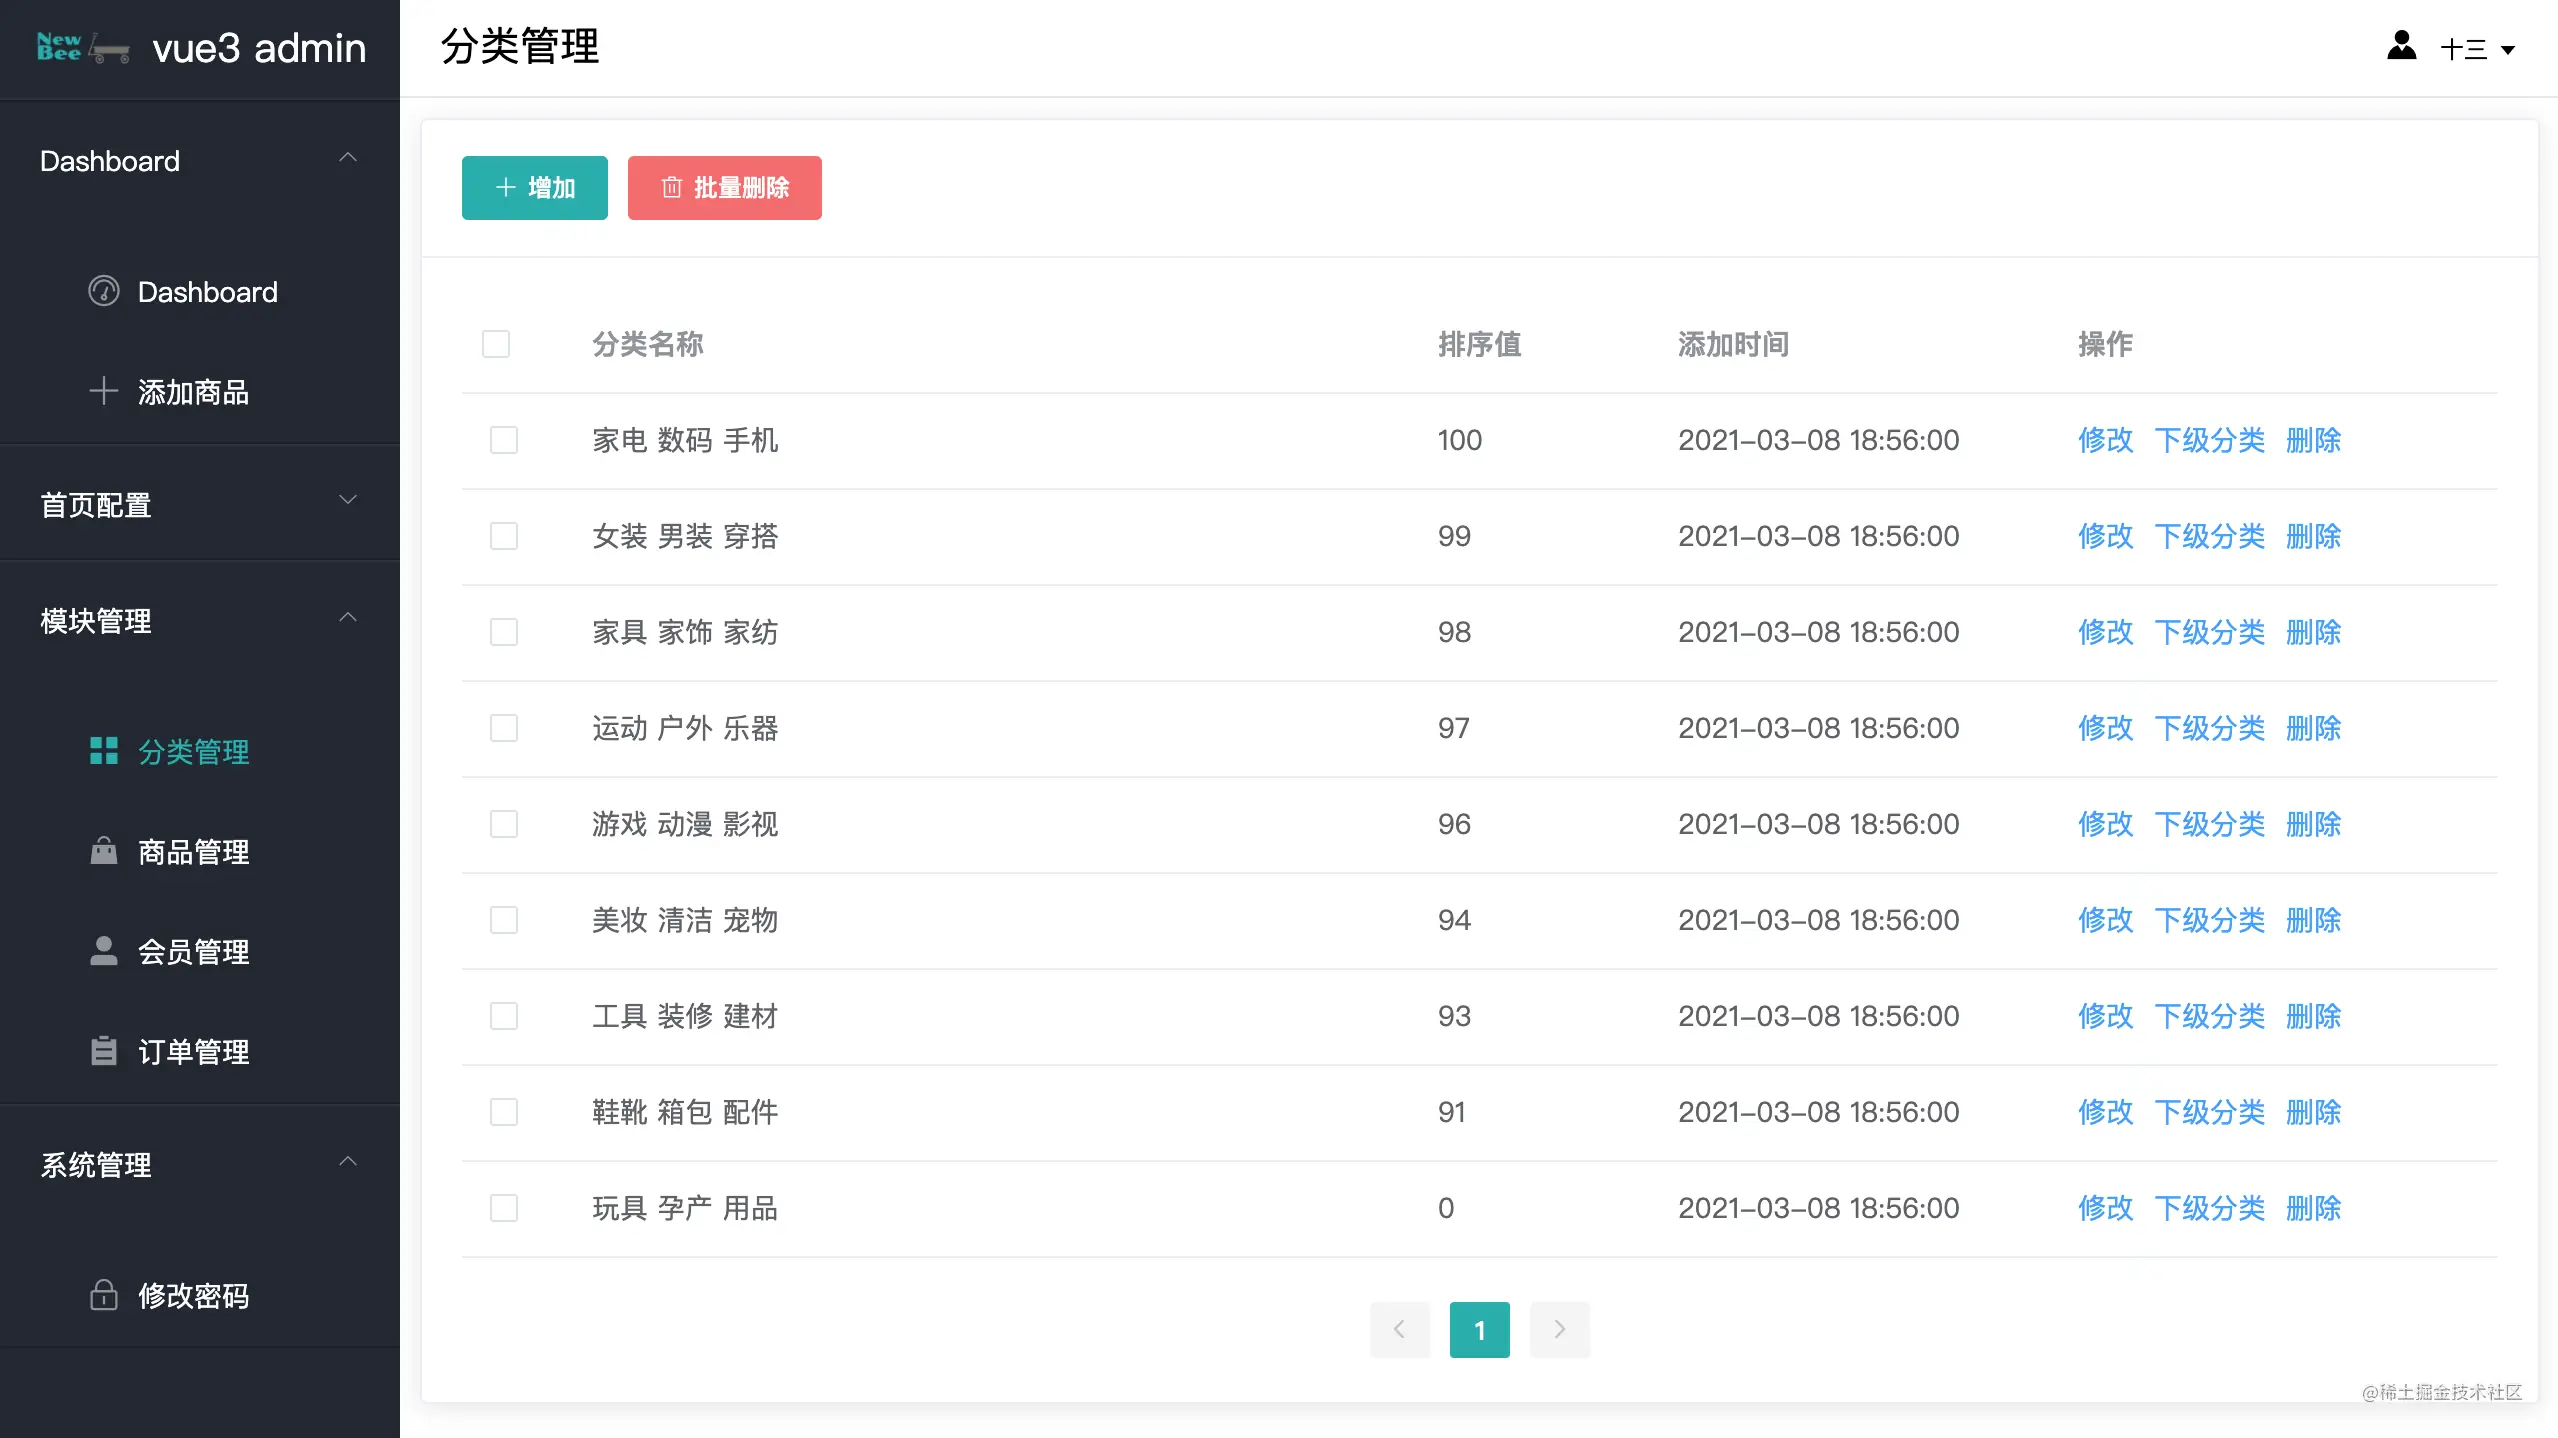 New Bee vue3 admin
Dashboard
Dashboard
添加商品
首页配置
模块管理
分类管理
商品管理
会员管理
订单管理
系统管理
修改密码
分类管理
十三
增加 批量删除
分类名称 排序值 添加时间 操作
家电 数码 手机 100 2021-03-08 18:56:00 修改 下级分类 删除
女装 男装 穿搭 99 2021-03-08 18:56:00 修改 下级分类 删除
家具 家饰 家纺 98 2021-03-08 18:56:00 修改 下级分类 删除
运动 户外 乐器 97 2021-03-08 18:56:00 修改 下级分类 删除
游戏 动漫 影视 96 2021-03-08 18:56:00 修改 下级分类 删除
美妆 清洁 宠物 94 2021-03-08 18:56:00 修改 下级分类 删除
工具 装修 建材 93 2021-03-08 18:56:00 修改 下级分类 删除
鞋靴 箱包 配件 91 2021-03-08 18:56:00 修改 下级分类 删除
玩具 孕产 用品 0 2021-03-08 18:56:00 修改 下级分类 删除
1
@稀土掘金技术社区